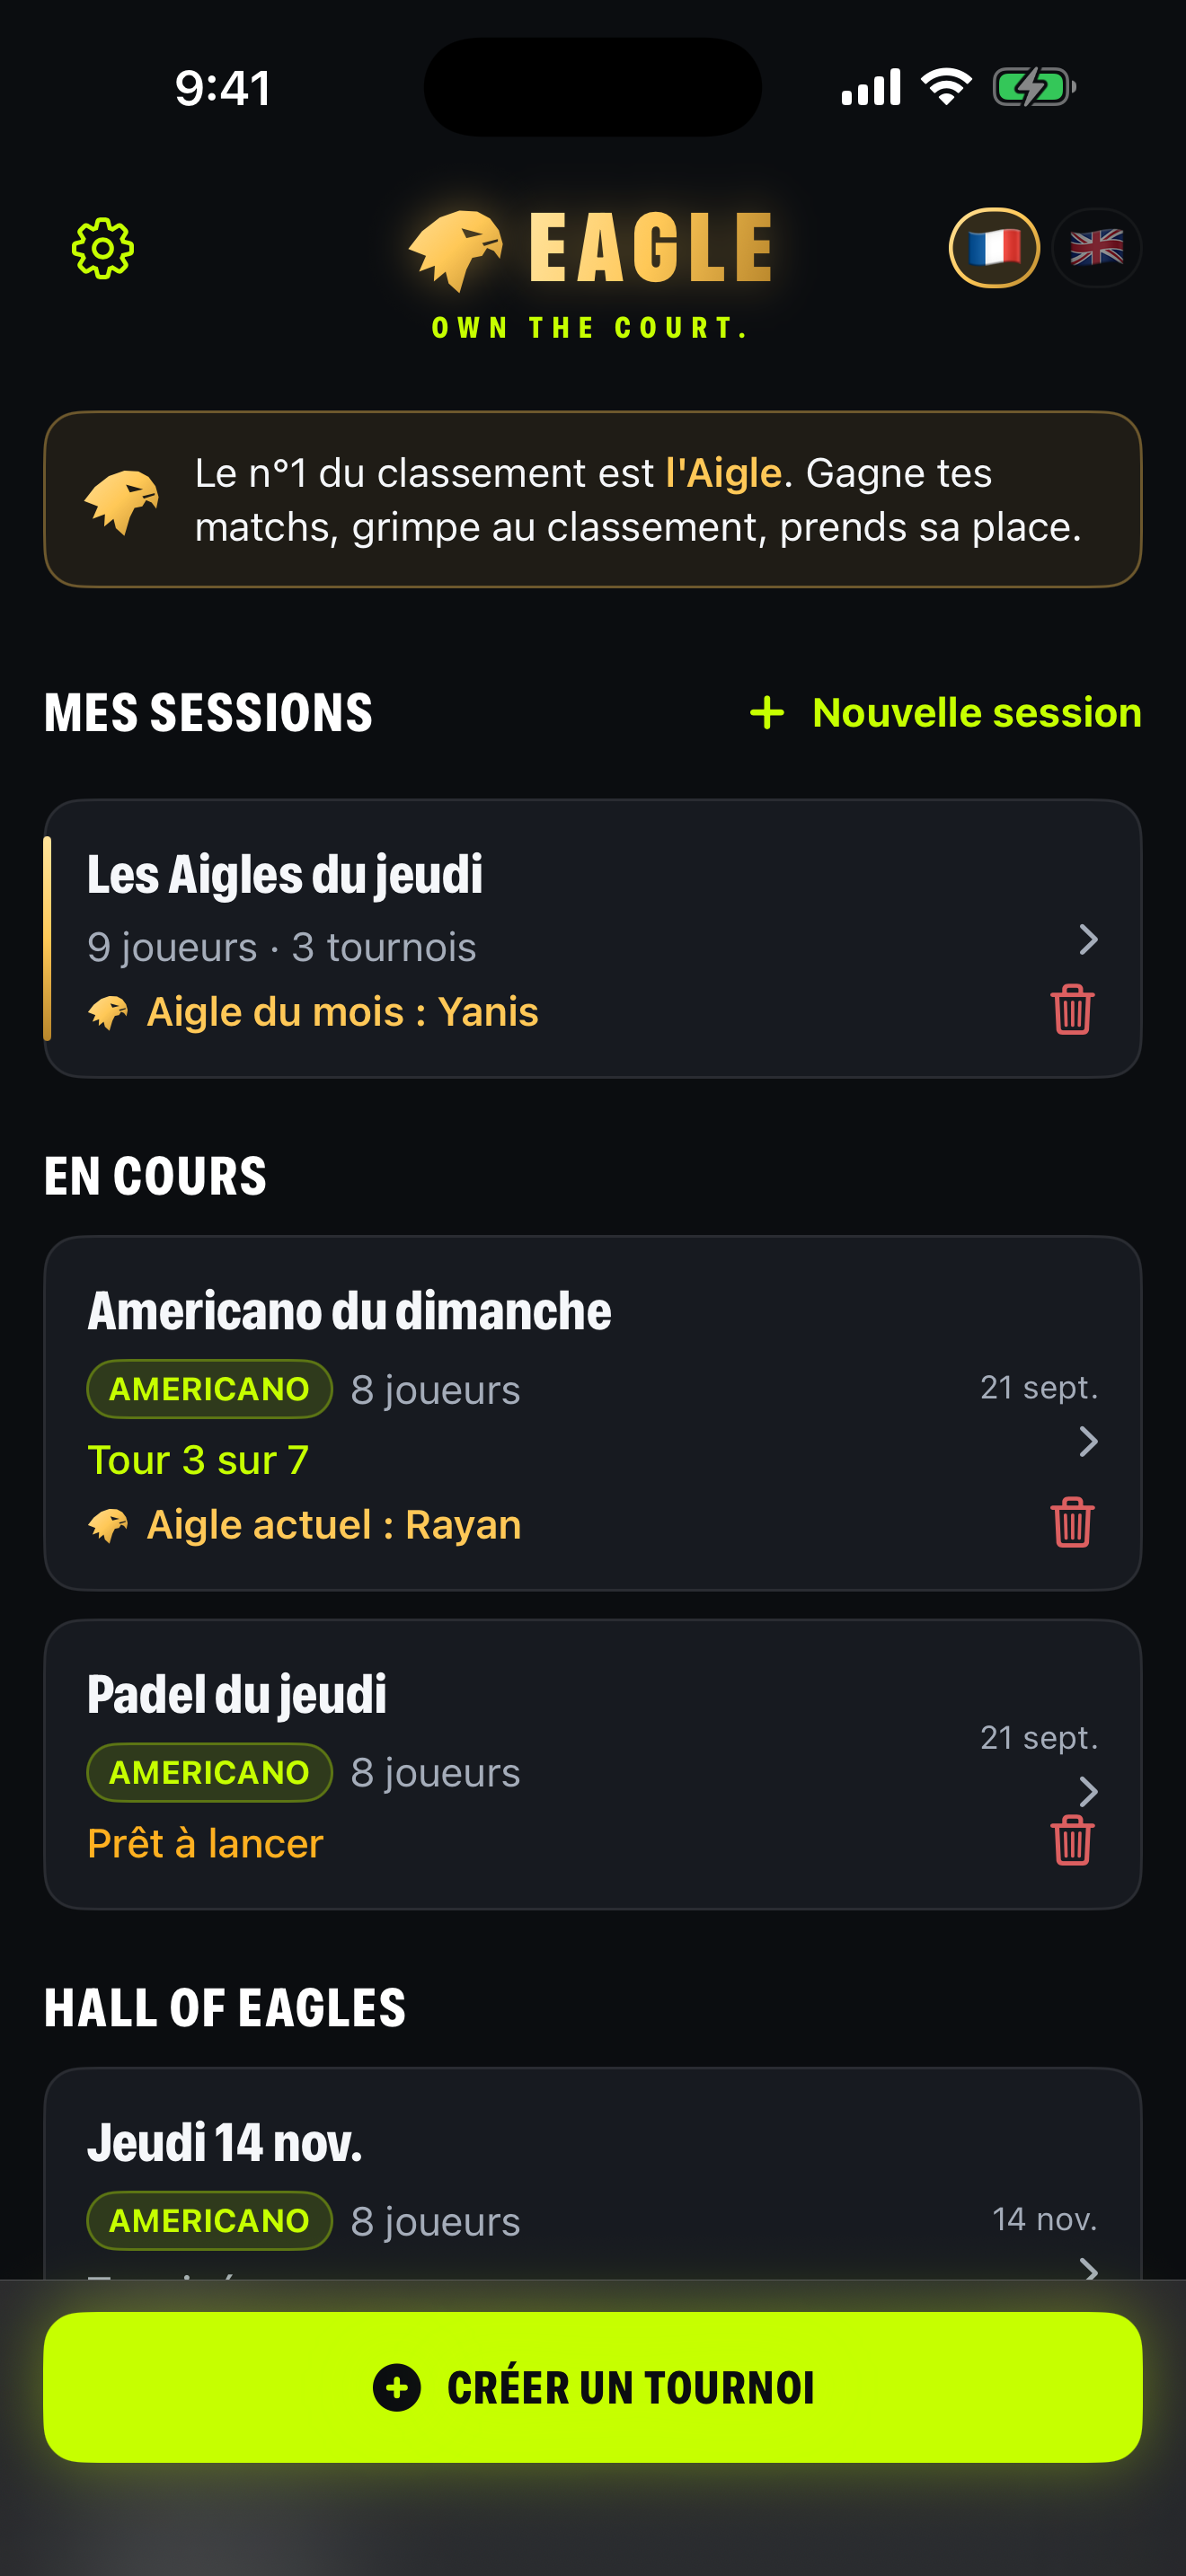 9:41
EAGLE
OWN THE COURT.
Le n°1 du classement est l'Aigle. Gagne tes
matchs, grimpe au classement, prends sa place.
MES SESSIONS
Nouvelle session
Les Aigles du jeudi
9 joueurs · 3 tournois
Aigle du mois : Yanis
EN COURS
Americano du dimanche
AMERICANO 8 joueurs
21 sept.
Tour 3 sur 7
Aigle actuel : Rayan
Padel du jeudi
21 sept.
AMERICANO 8 joueurs
Prêt à lancer
HALL OF EAGLES
Jeudi 14 nov.
AMERICANO 8 joueurs
14 nov.
CRÉER UN TOURNOI